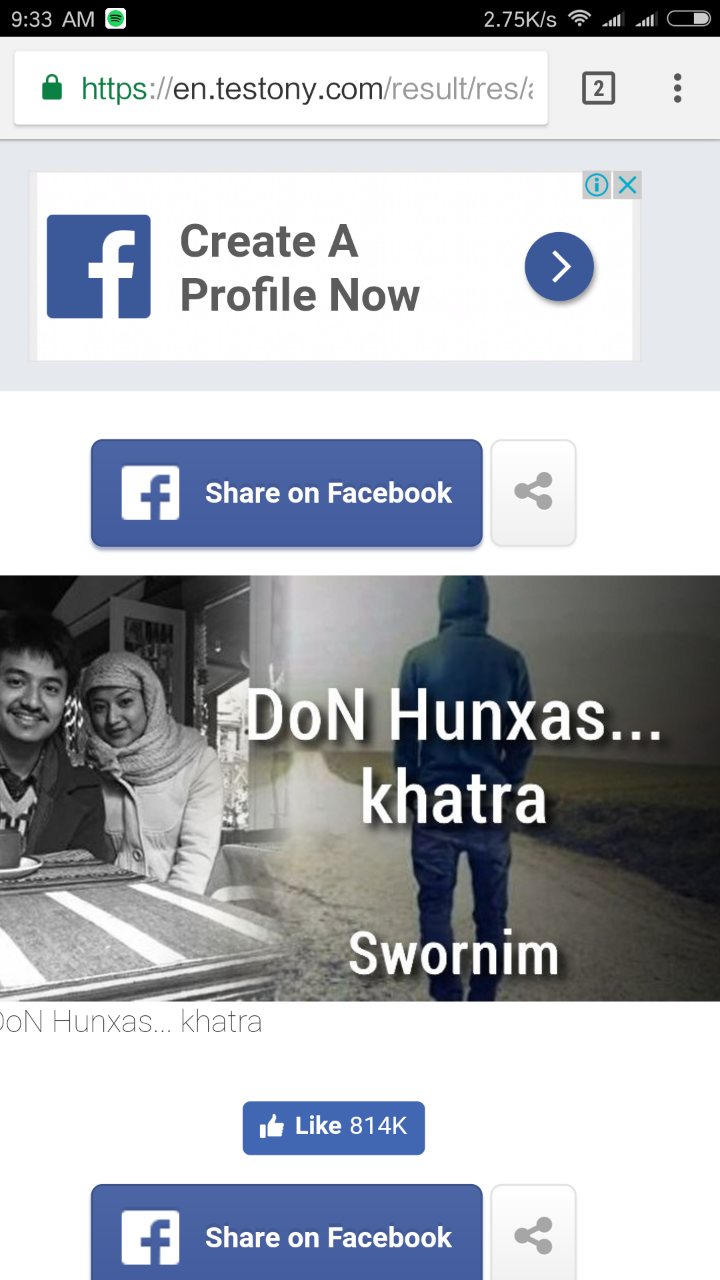 9:33 AM
2.75K/s
https://en.testony.com/result/res/
2
Create A
Profile Now
f Share on Facebook
DoN Hunxas...
khatra
Swornim
DoN Hunxas... khatra
Like 814K
f Share on Facebook